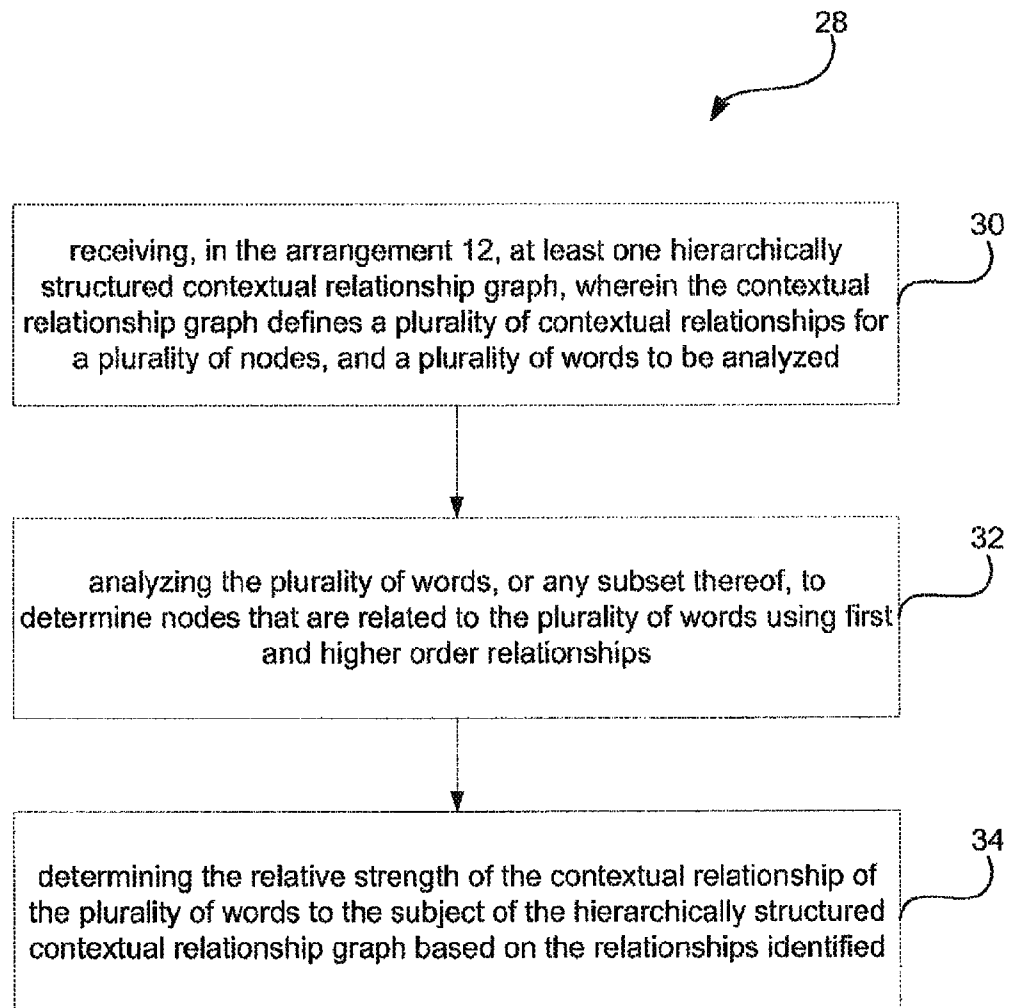 28
receiving, in the arrangement 12, at least one hierarchically
structured contextual relationship graph, wherein the contextual
relationship graph defines a plurality of contextual relationships for
a plurality of nodes, and a plurality of words to be analyzed
30
analyzing the plurality of words, or any subset thereof, to
determine nodes that are related to the plurality of words using first
and higher order relationships
32
determining the relative strength of the contextual relationship of
the plurality of words to the subject of the hierarchically structured
contextual relationship graph based on the relationships identified
34